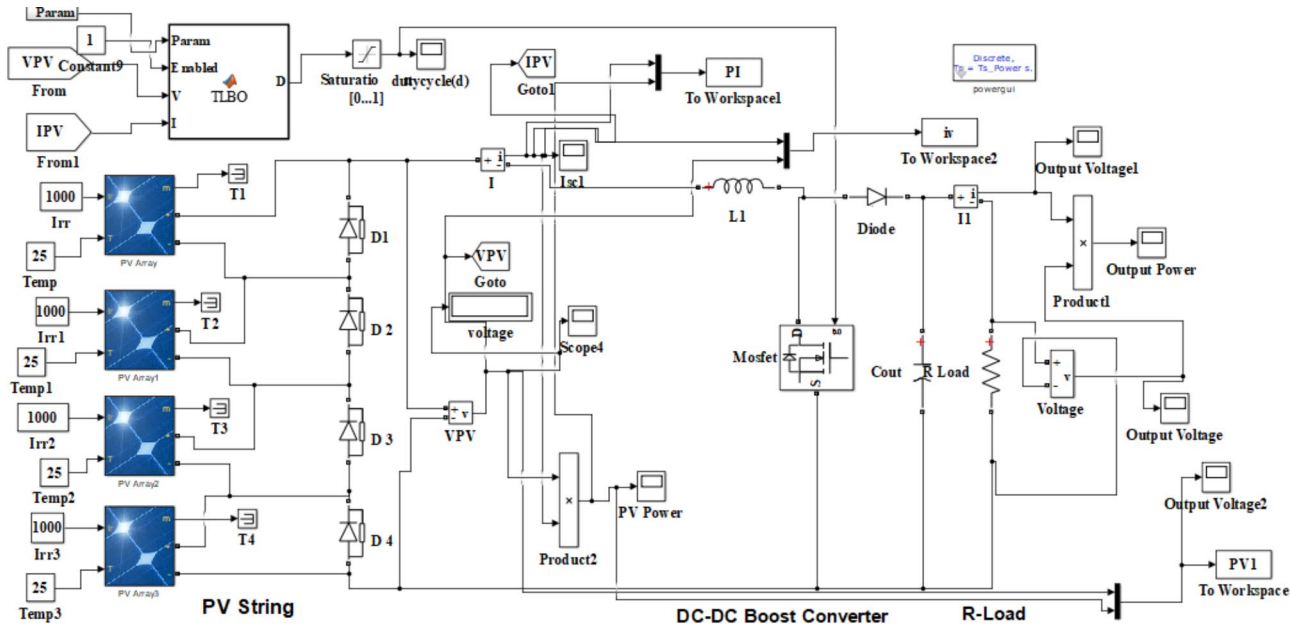 Param
1
Constant9
VPV
From
IPV
From1
Param
Enabled
V
I
TLBO
D
Saturatio
[0...1]
duttycycle(d)
IPV
Goto1
PI
To Workspace1
Discrete,
Ts = Ts_Power s.
powergui
iv
To Workspace2
Output Voltage1
1000
Irr
25
Temp
T
m
+
-
PV Array
T1
D1
+
i
-
I
Isc1
L1
Diode
+
i
-
I1
×
Product1
Output Power
1000
Irr1
25
Temp1
T
m
+
-
PV Array1
T2
D 2
VPV
Goto
voltage
Scope4
D
g
S
Mosfet
Cout
R Load
+
-
v
Voltage
Output Voltage
1000
Irr2
25
Temp2
T
m
+
-
PV Array2
T3
D 3
+
-
v
VPV
×
Product2
PV Power
Output Voltage2
1000
Irr3
25
Temp3
T
m
+
-
PV Array3
T4
D 4
PV1
To Workspace
PV String
DC-DC Boost Converter
R-Load